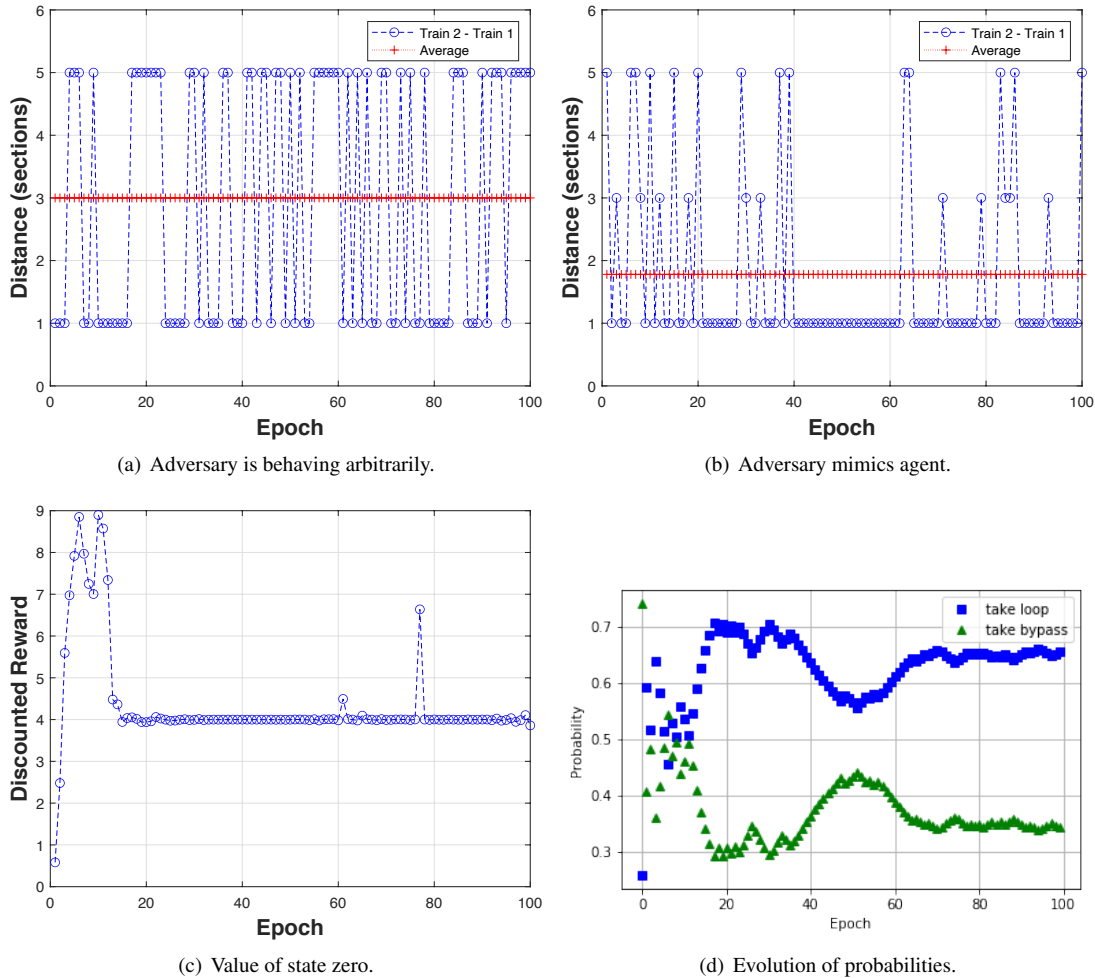 6
5
4
3
2
1
0
0
20
40
60
80
100
Distance (sections)
Epoch
Train 2 - Train 1
Average
(a) Adversary is behaving arbitrarily.
6
5
4
3
2
1
0
0
20
40
60
80
100
Distance (sections)
Epoch
Train 2 - Train 1
Average
(b) Adversary mimics agent.
9
8
7
6
5
4
3
2
1
0
0
20
40
60
80
100
Discounted Reward
Epoch
(c) Value of state zero.
0.7
0.6
0.5
0.4
0.3
0
20
40
60
80
100
Probability
Epoch
take loop
take bypass
(d) Evolution of probabilities.